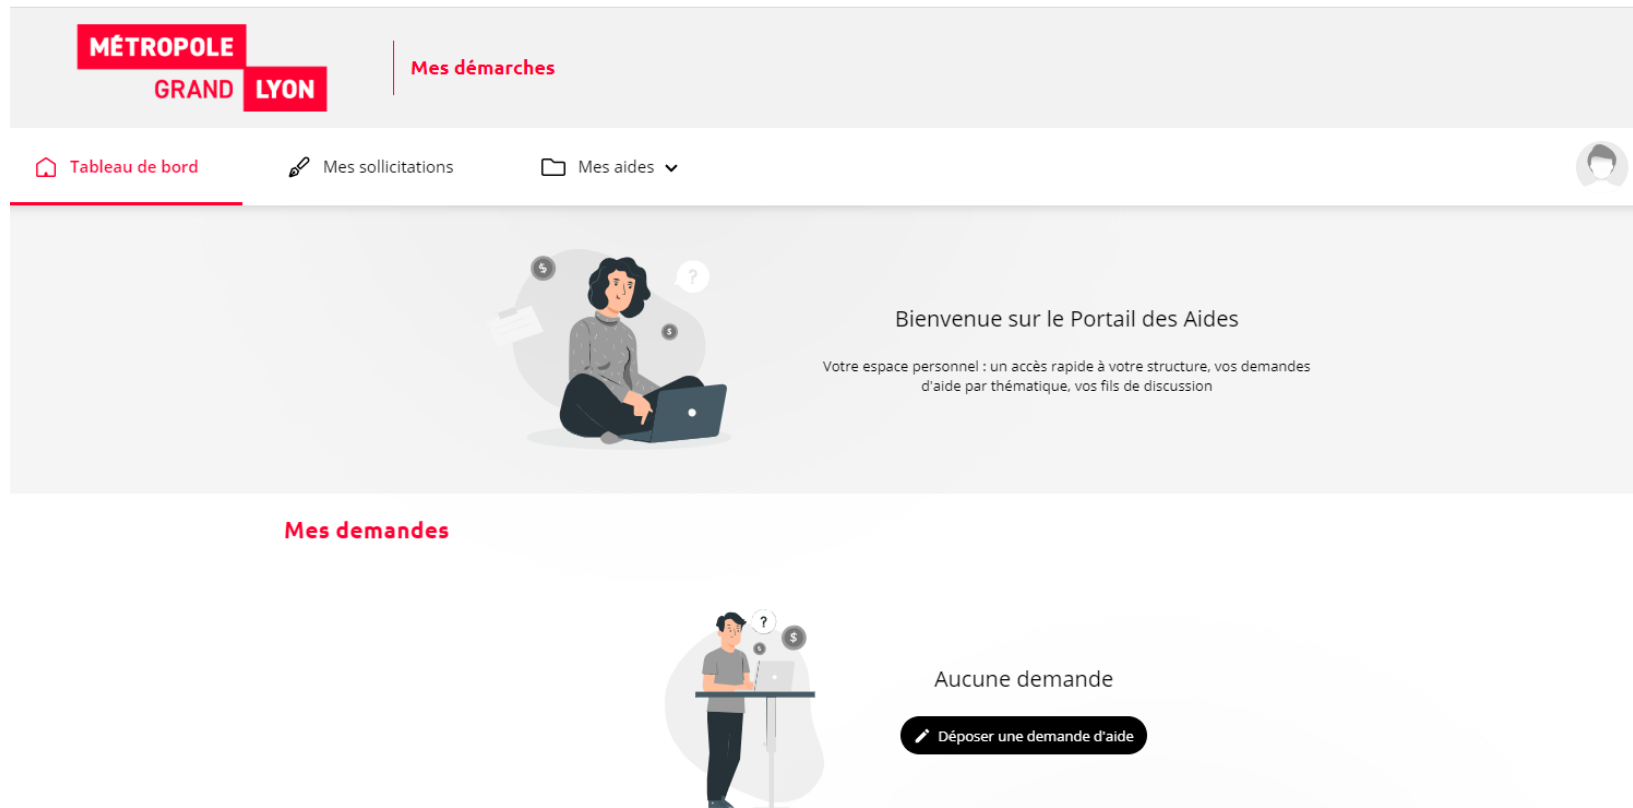 MÉTROPOLE
GRAND LYON
Mes démarches
Tableau de bord
Mes sollicitations
Mes aides
$
?
$
Bienvenue sur le Portail des Aides
Votre espace personnel : un accès rapide à votre structure, vos demandes
d'aide par thématique, vos fils de discussion
Mes demandes
?
$
$
Aucune demande
Déposer une demande d'aide